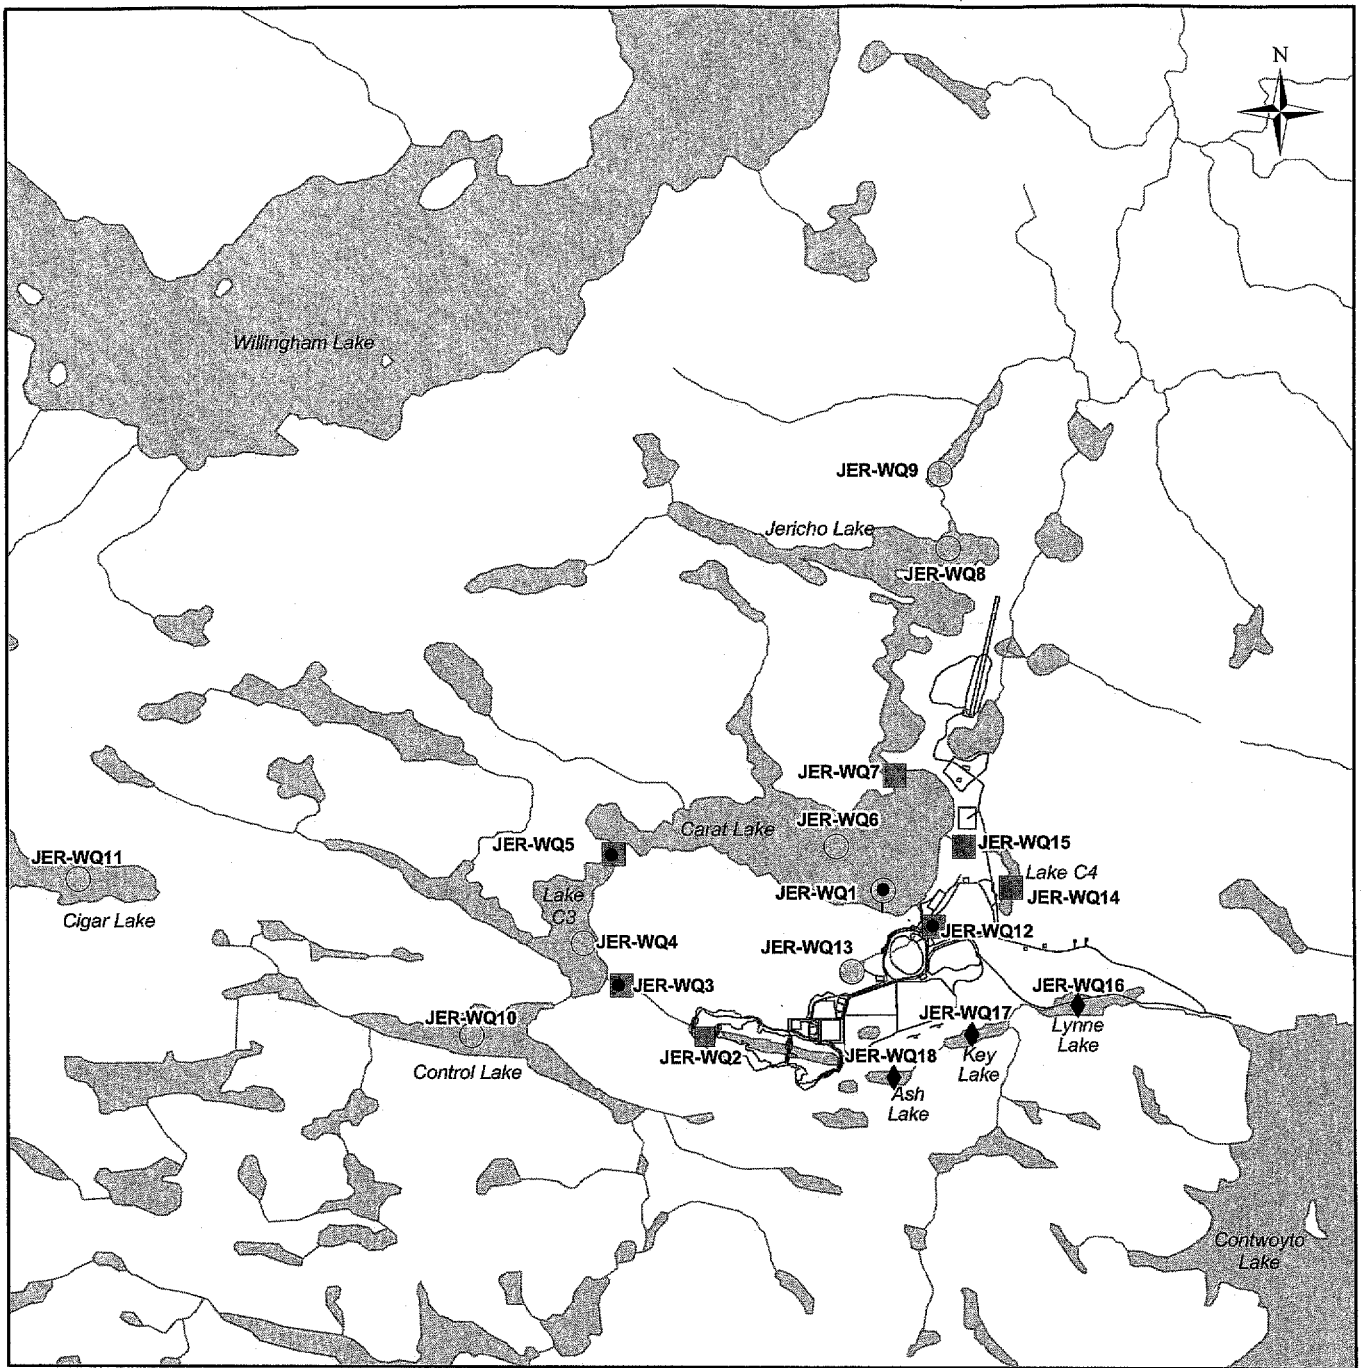 N
Willingham Lake
JER-WQ9
Jericho Lake
JER-WQ8
JER-WQ7
Carat Lake
JER-WQ6
JER-WQ5
JER-WQ15
JER-WQ11
Lake C4
JER-WQ1
JER-WQ14
Lake
C3
Cigar Lake
JER-WQ12
JER-WQ4
JER-WQ13
JER-WQ3
JER-WQ16
JER-WQ10
JER-WQ17
Lynne
Lake
JER-WQ2
JER-WQ18
Key
Lake
Control Lake
Ash
Lake
Contwoyto
Lake